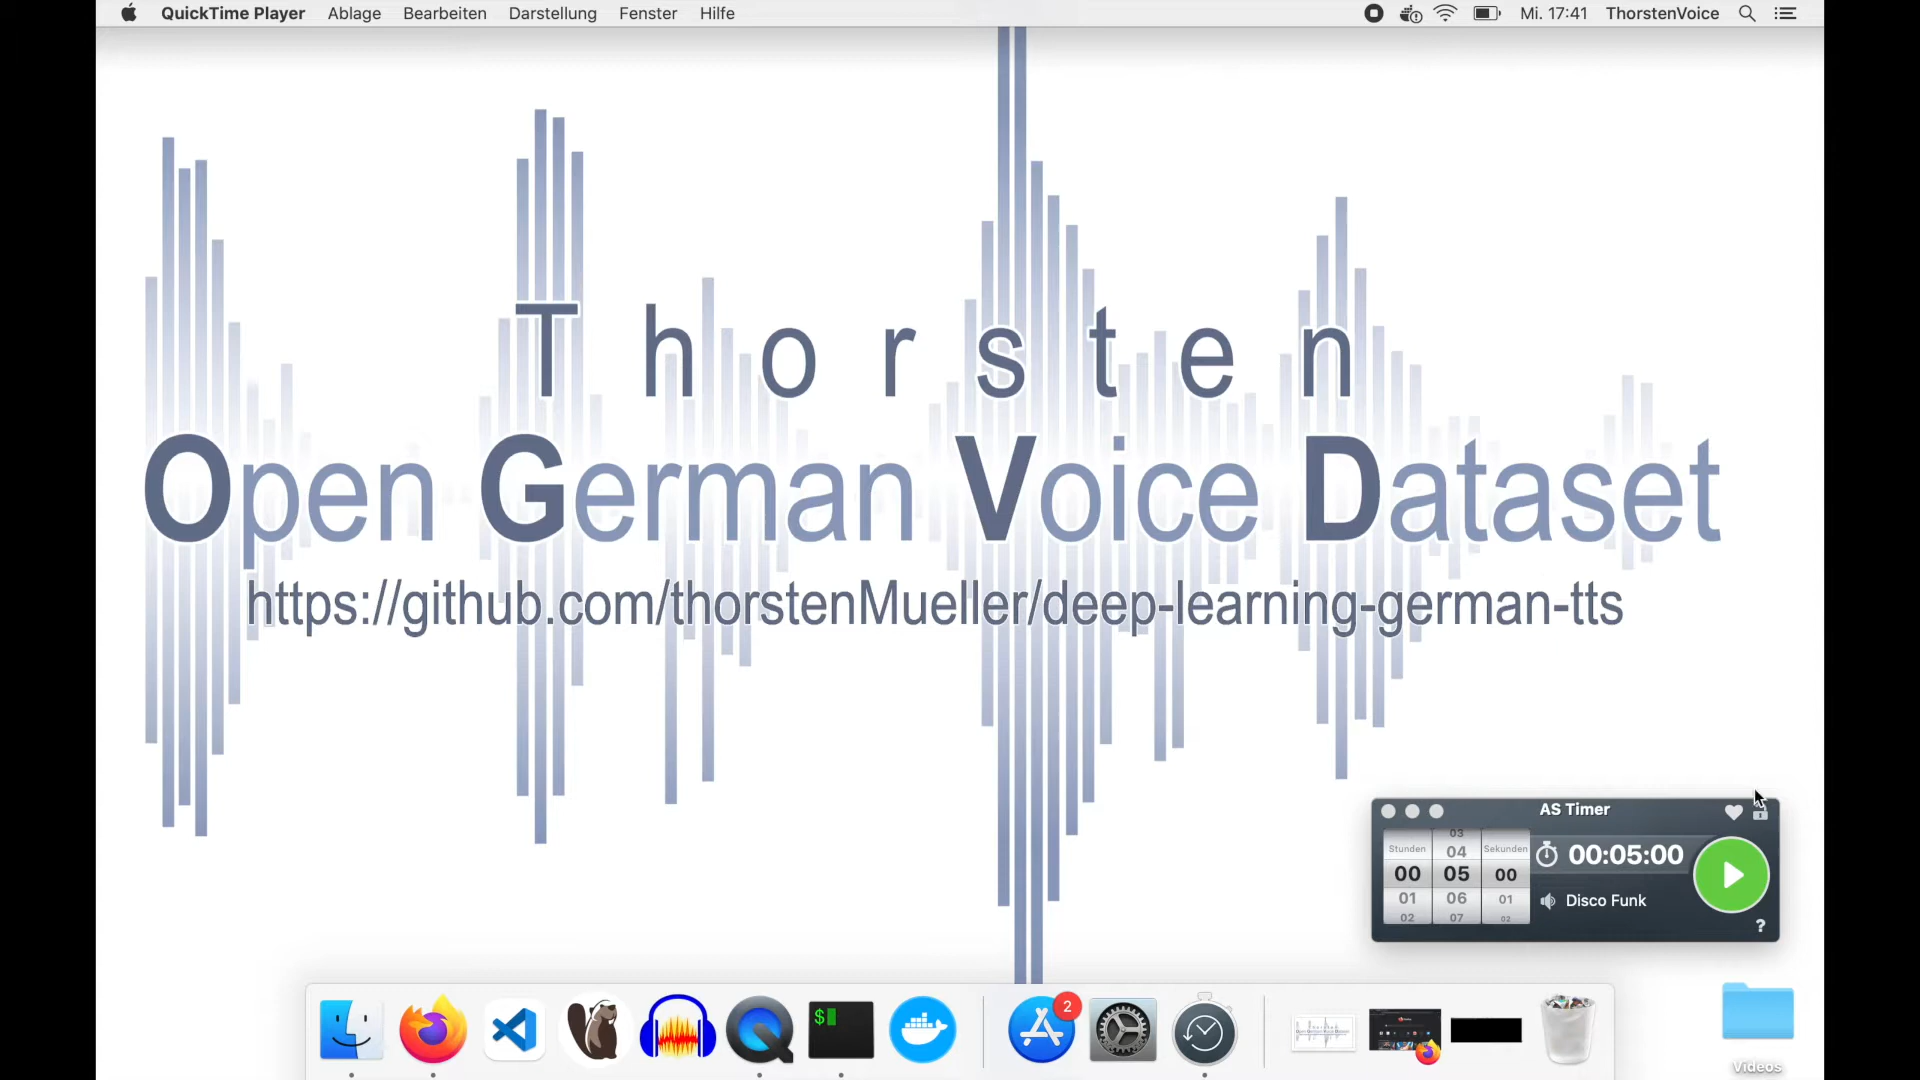 QuickTime Player Ablage Bearbeiten Darstellung Fenster Hilfe Mi. 17:41 ThorstenVoice
Thorsten
Open German Voice Dataset
https://github.com/thorstenMueller/deep-learning-german-tts
AS Timer
03
Stunden 04 Sekunden
00 05 00
01 06 01
02 07 02
00:05:00
Disco Funk
?
$
2
Videos